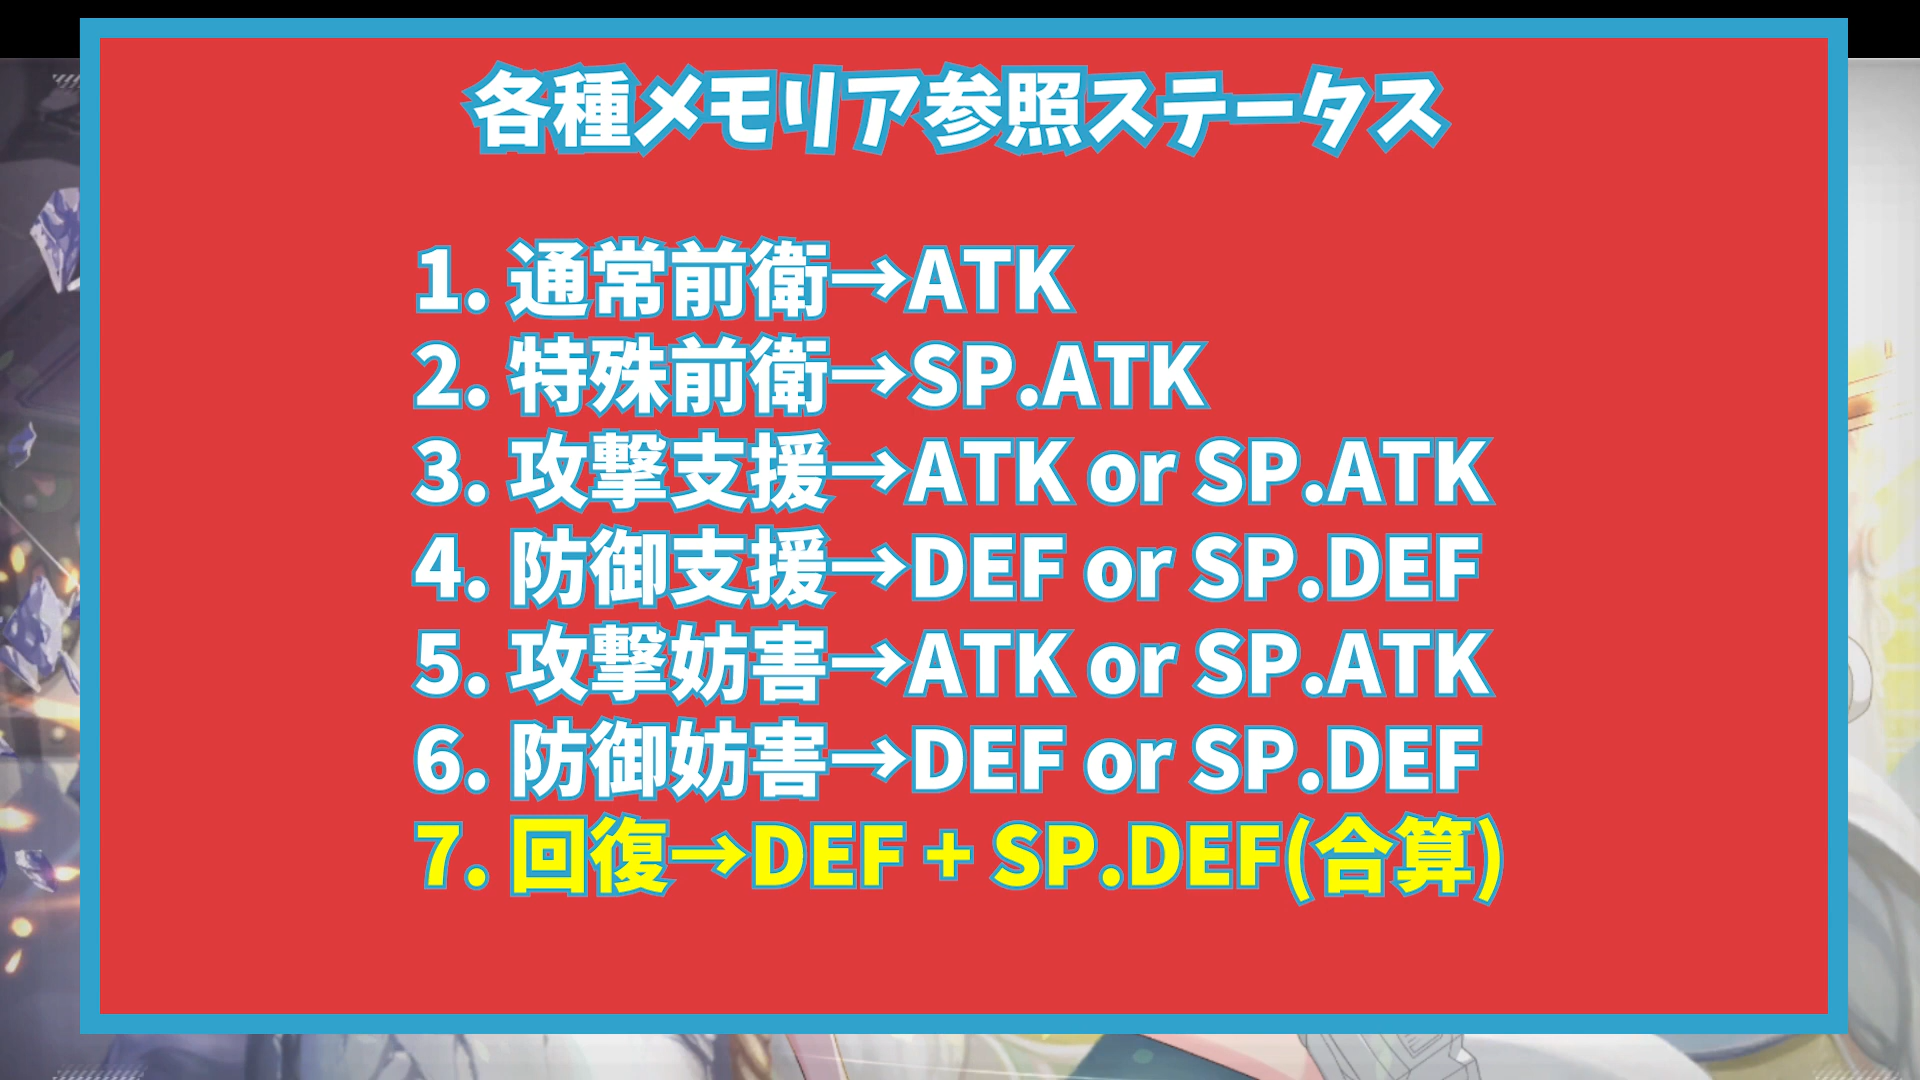 各種メモリア参照ステータス
1. 通常前衛→ATK
2. 特殊前衛→SP.ATK
3. 攻撃支援→ATK or SP.ATK
4. 防御支援→DEF or SP.DEF
5. 攻撃妨害→ATK or SP.ATK
6. 防御妨害→DEF or SP.DEF
7. 回復→DEF + SP.DEF(合算)